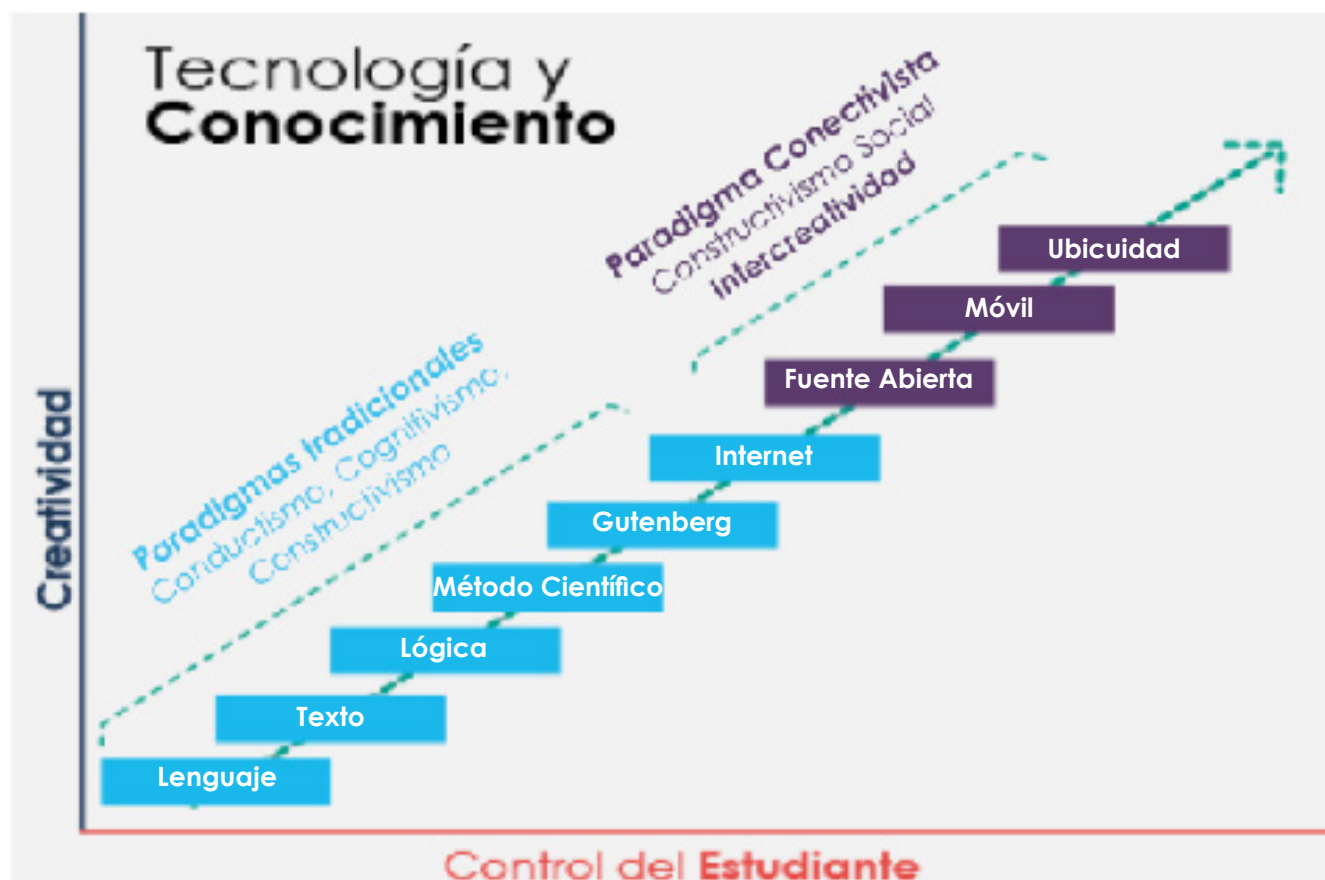 Tecnología y
Conocimiento
Paradigma Conectivista
Constructivismo Social
Intercreatividad
Paradigmas tradicionales
Conductismo, Cognitivismo,
Constructivismo
Ubicuidad
Móvil
Fuente Abierta
Internet
Gutenberg
Método Científico
Lógica
Texto
Lenguaje
Creatividad
Control del Estudiante